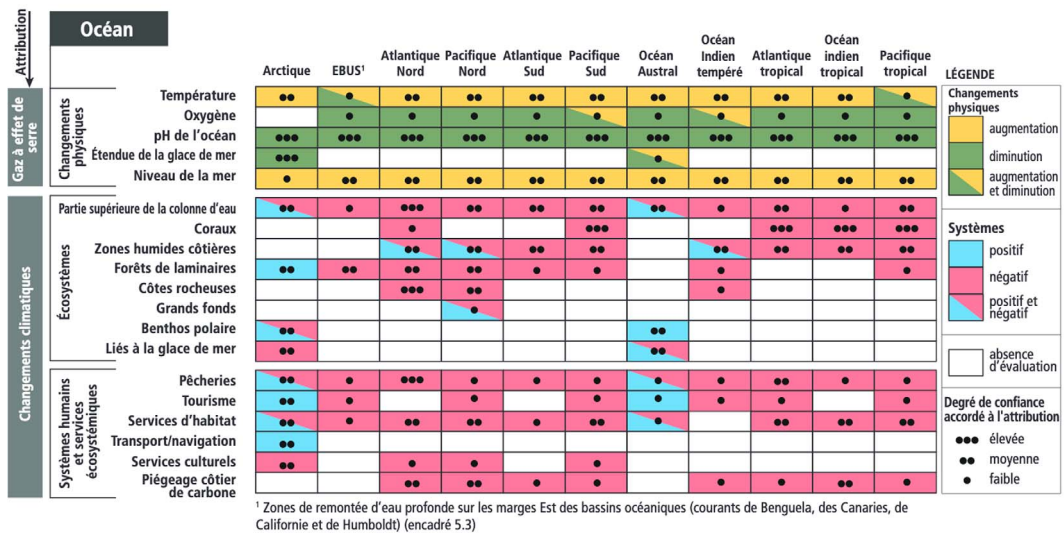 Attribution
Océan
Arctique
EBUS¹
Atlantique
Nord
Pacifique
Nord
Atlantique
Sud
Pacifique
Sud
Océan
Austral
Océan
Indien
tempéré
Atlantique
tropical
Océan
indien
tropical
Pacifique
tropical
Gaz à effet de
serre
Changements
physiques
Température
Oxygène
pH de l'océan
Étendue de la glace de mer
Niveau de la mer
Changements climatiques
Écosystèmes
Partie supérieure de la colonne d'eau
Coraux
Zones humides côtières
Forêts de laminaires
Côtes rocheuses
Grands fonds
Benthos polaire
Liés à la glace de mer
Systèmes humains
et services
écosystémiques
Pêcheries
Tourisme
Services d'habitat
Transport/navigation
Services culturels
Piégeage côtier
de carbone
LÉGENDE
Changements
physiques
augmentation
diminution
augmentation
et diminution
Systèmes
positif
négatif
positif et
négatif
absence
d'évaluation
Degré de confiance
accordé à l'attribution
élevée
moyenne
faible
¹ Zones de remontée d'eau profonde sur les marges Est des bassins océaniques (courants de Benguela, des Canaries, de
Californie et de Humboldt) (encadré 5.3)